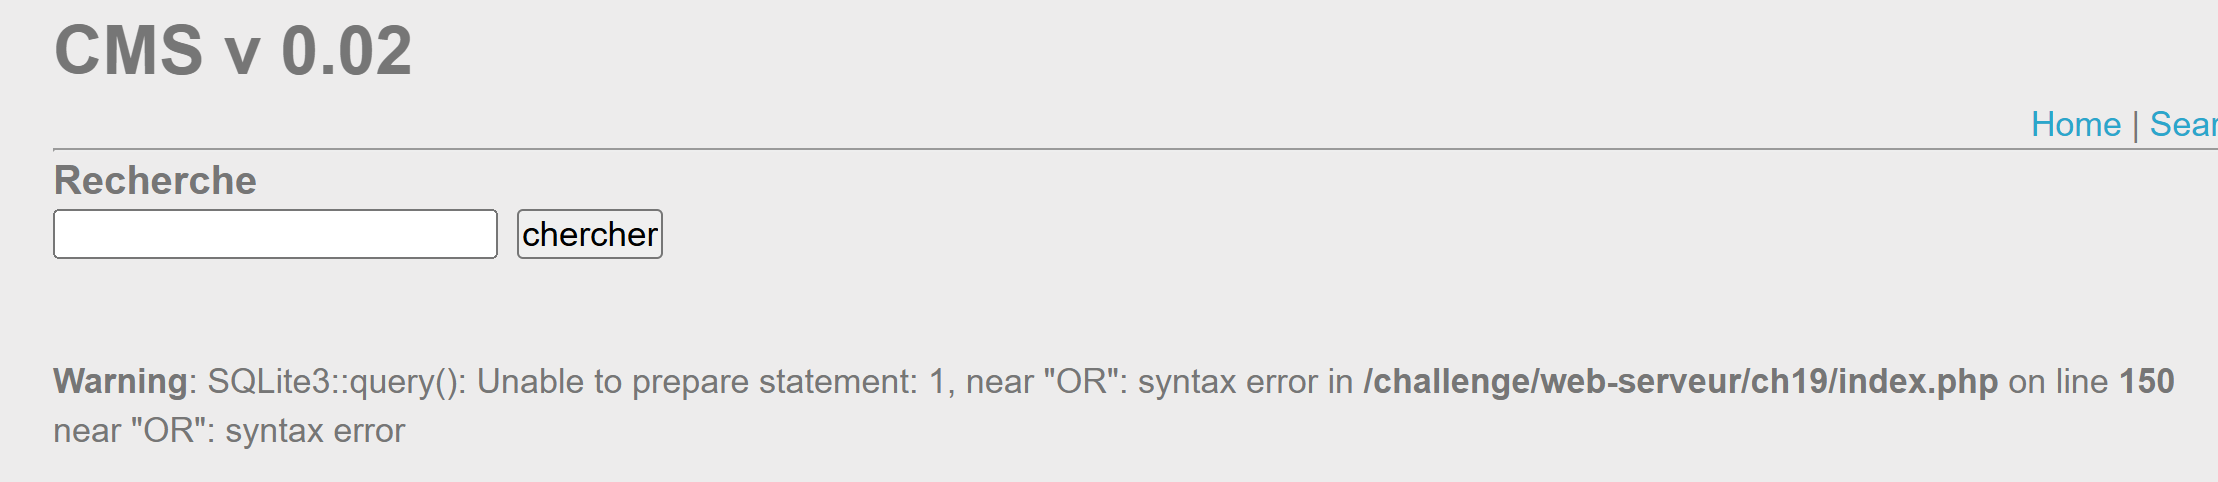 CMS v 0.02
Home | Sear
Recherche
chercher
Warning: SQLite3::query(): Unable to prepare statement: 1, near "OR": syntax error in /challenge/web-serveur/ch19/index.php on line 150
near "OR": syntax error